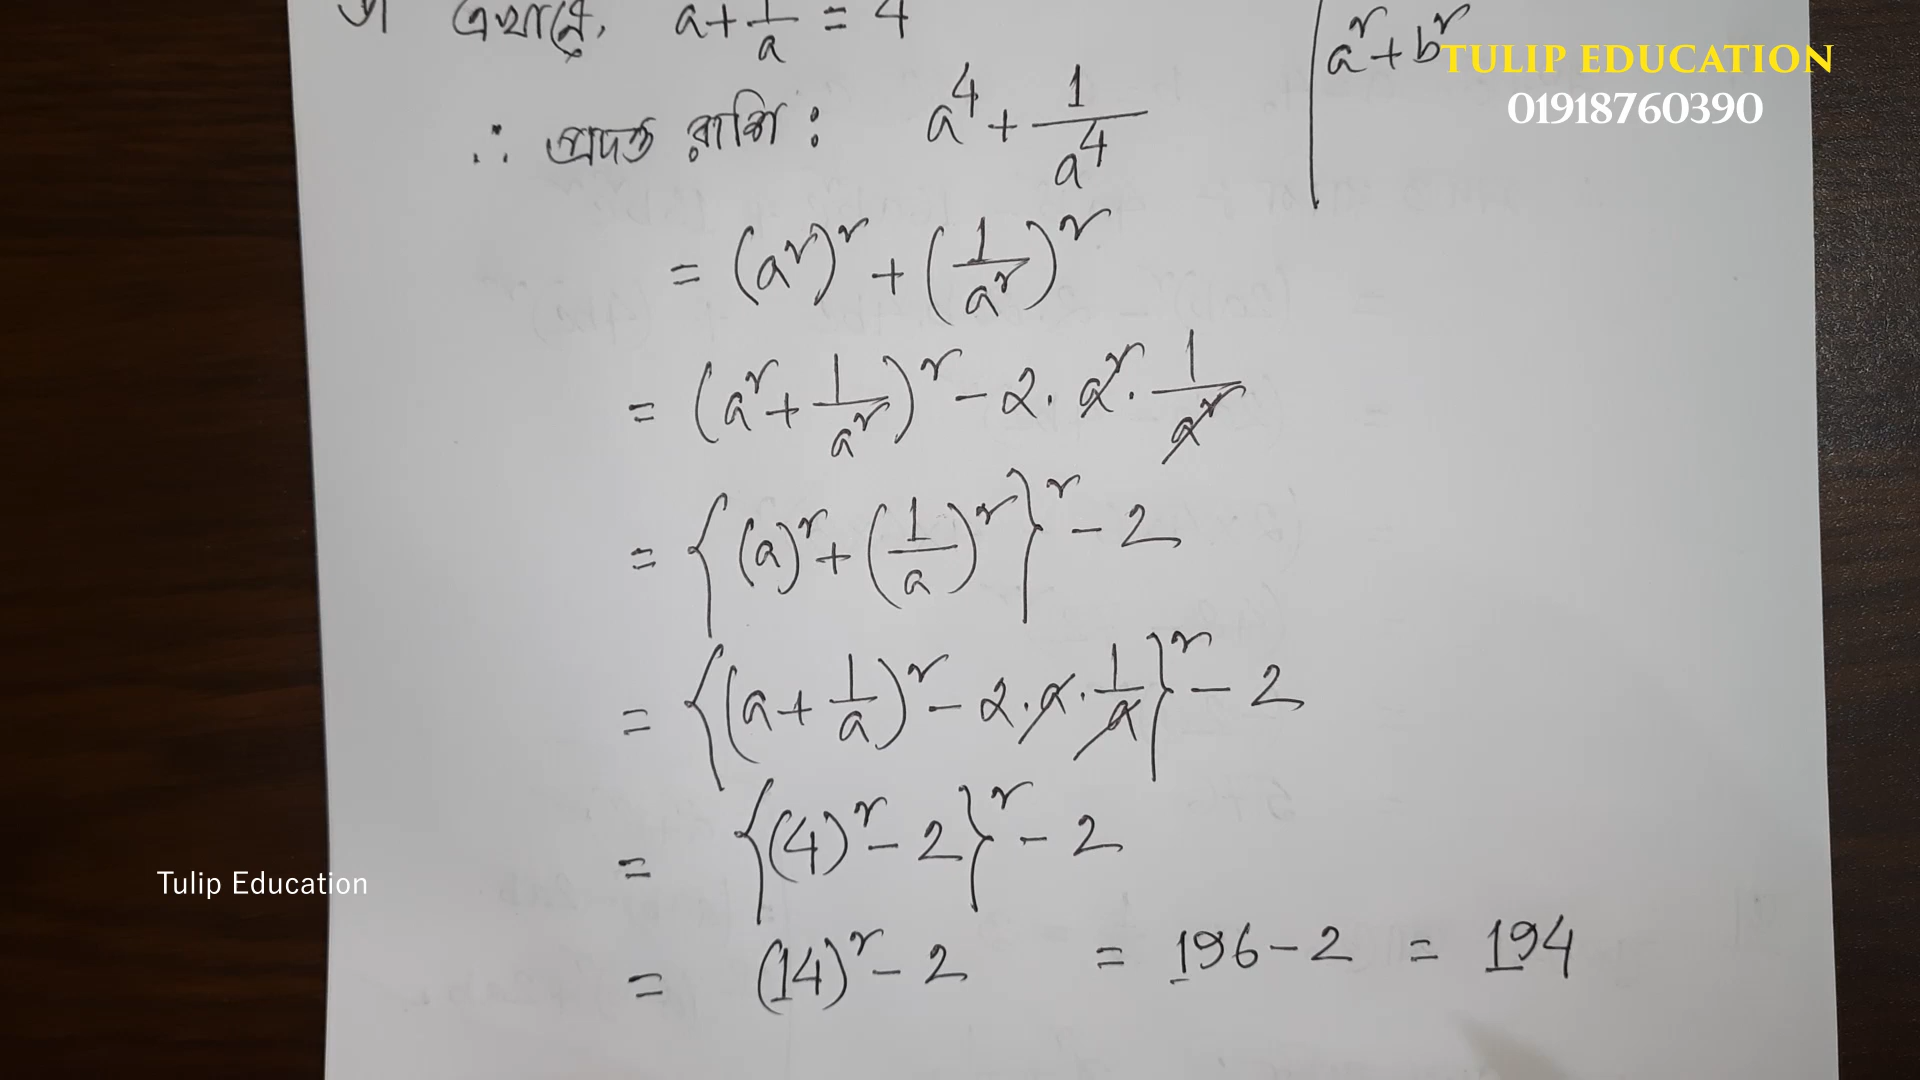 এখানে, a + 1/a = 4
a² + b²
TULIP EDUCATION
01918760390
∴ প্রদত্ত রাশি : a⁴ + 1/a⁴
= (a²)² + (1/a²)²
= (a² + 1/a²)² - 2 . a² . 1/a²
= {(a)² + (1/a)²}² - 2
= {(a + 1/a)² - 2 . a . 1/a}² - 2
= {(4)² - 2}² - 2
Tulip Education
= (14)² - 2 = 196 - 2 = 194